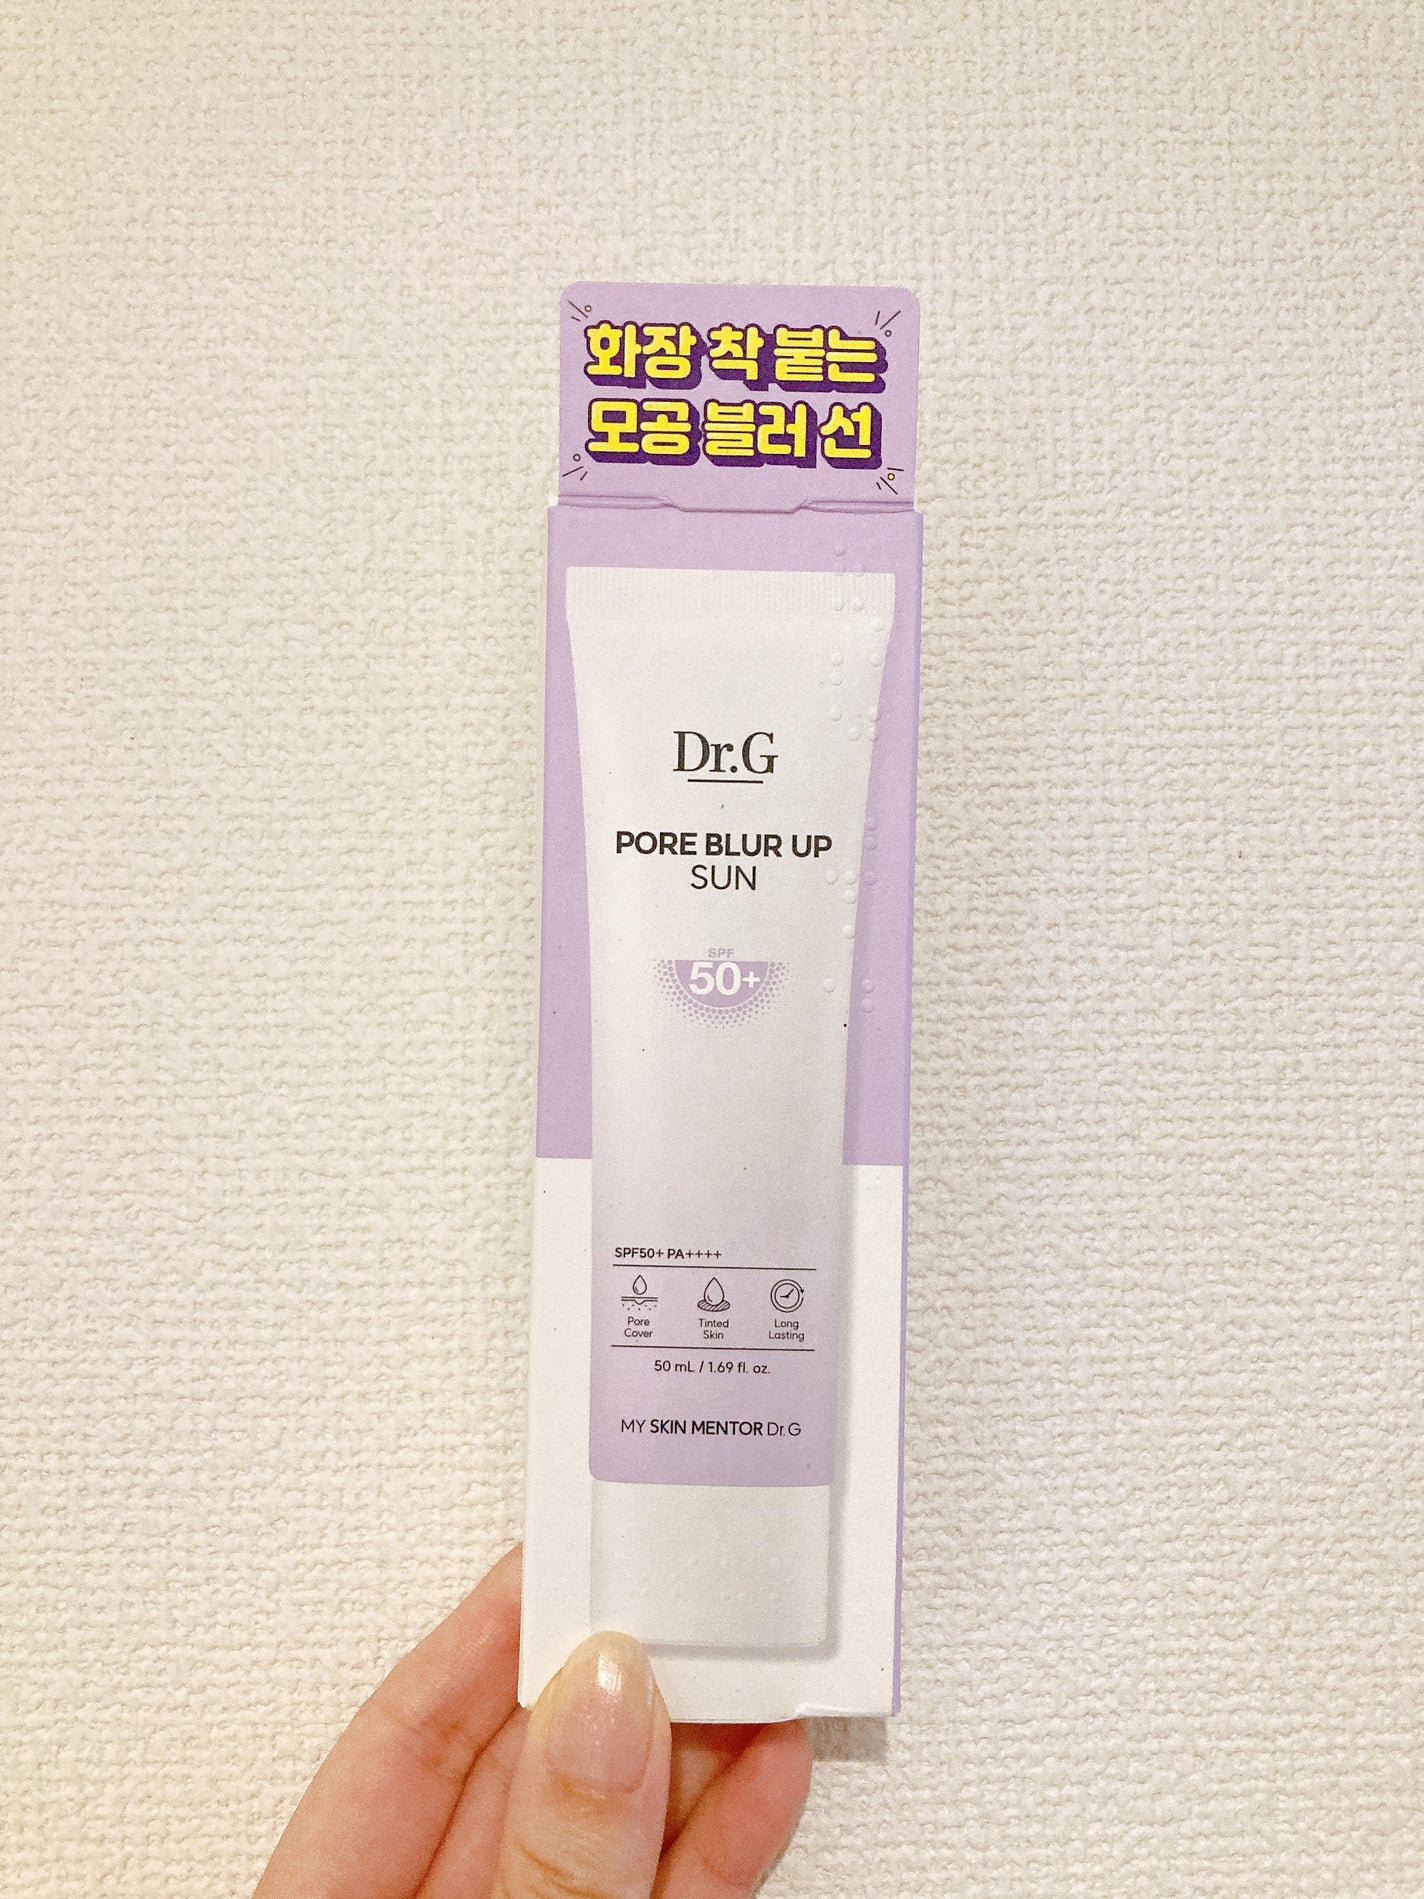 화장 착 붙는
모공 블러 선
Dr.G
PORE BLUR UP
SUN
SPF
50+
SPF50+ PA++++
Pore
Cover
Tinted
Skin
Long
Lasting
50 mL / 1.69 fl. oz.
MY SKIN MENTOR Dr.G